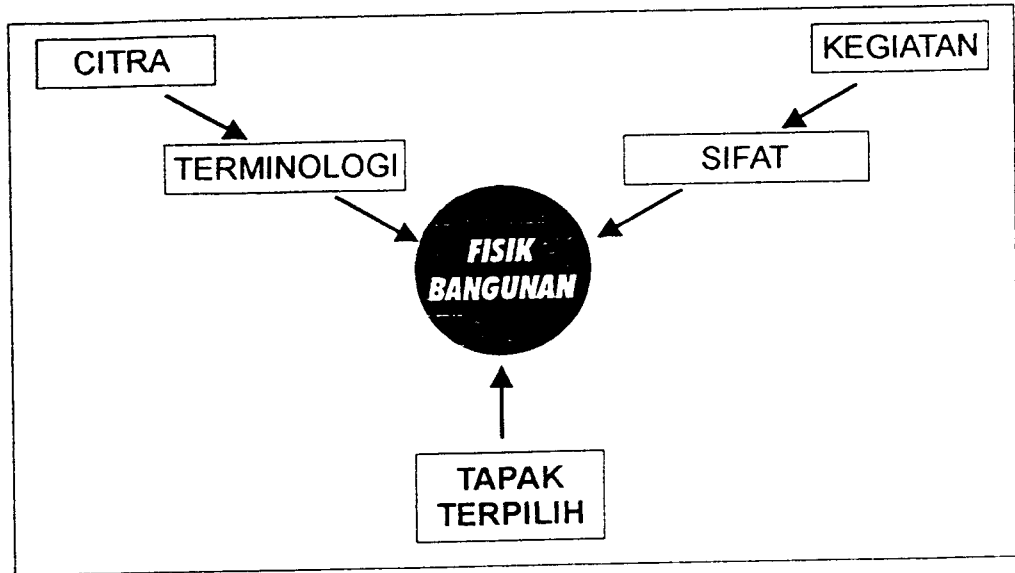 CITRA
KEGIATAN
TERMINOLOGI
SIFAT
FISIK
BANGUNAN
TAPAK
TERPILIH